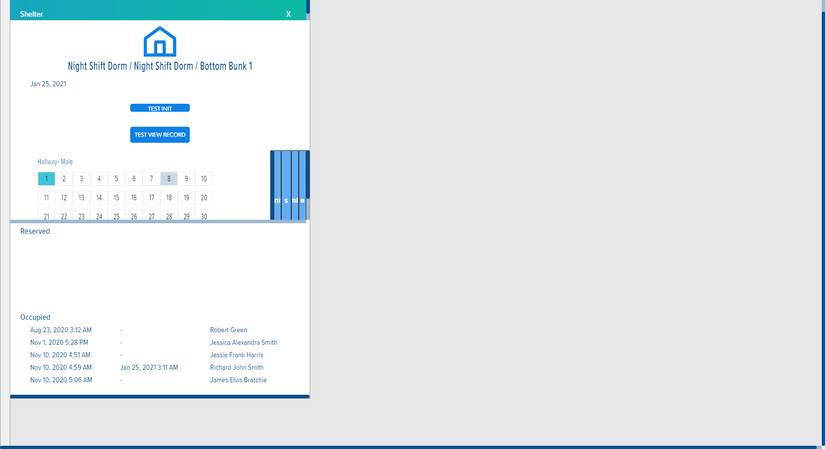 Shelter X
Night Shift Dorm / Night Shift Dorm / Bottom Bunk 1
Jan 25, 2021
TEST INIT
TEST VIEW RECORD
Hallway- Male
1 2 3 4 5 6 7 8 9 10
11 12 13 14 15 16 17 18 19 20
ni s ni e
21 22 23 24 25 26 27 28 29 30
Reserved
Occupied
Aug 23, 2020 3:12 AM - Robert Green
Nov 1, 2020 5:28 PM - Jessica Alexandra Smith
Nov 10, 2020 4:51 AM - Jessie Frank Harris
Nov 10, 2020 4:59 AM Jan 25, 2021 3:11 AM Richard John Smith
Nov 10, 2020 5:06 AM - James Elvis Bratchie